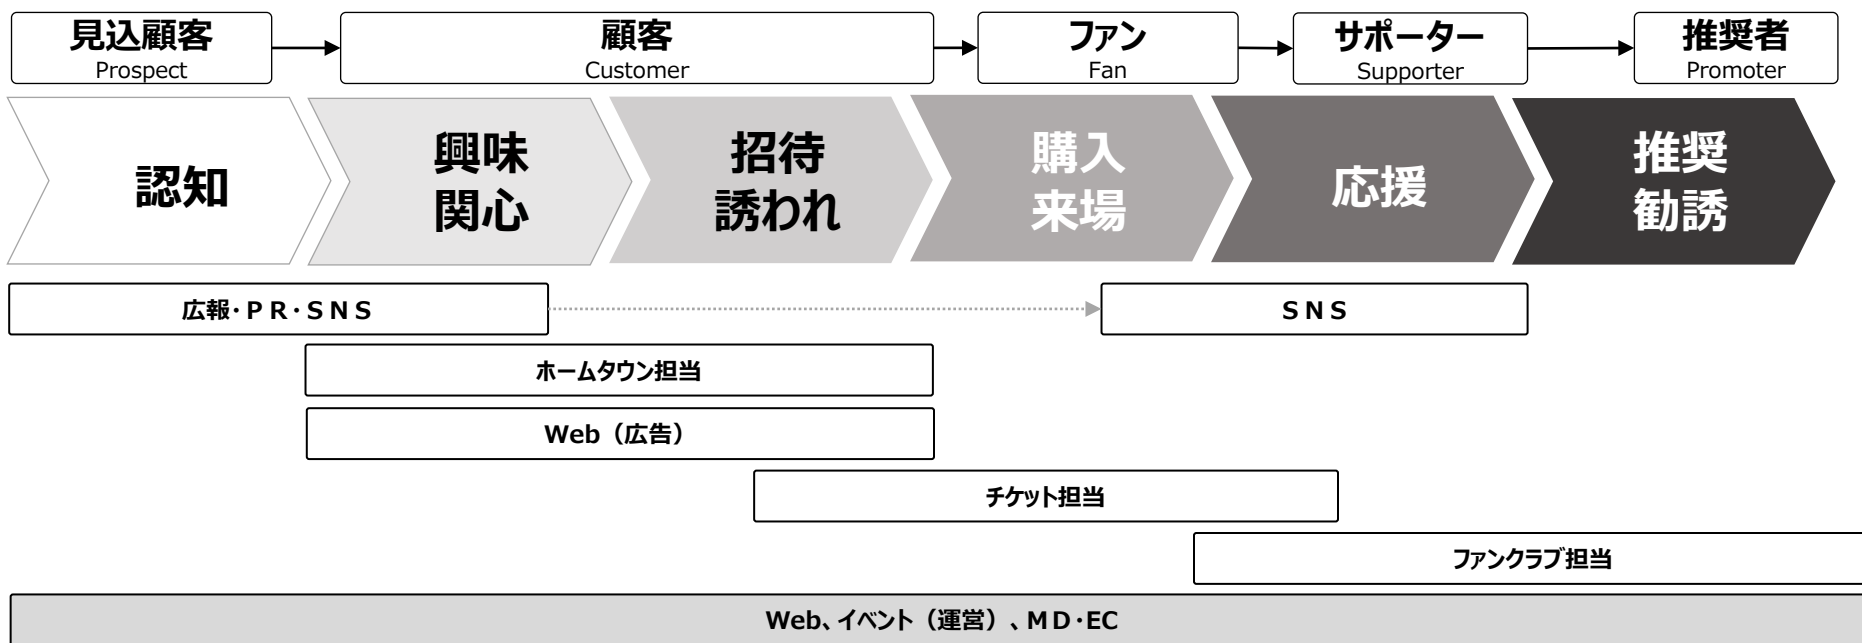 見込顧客
Prospect
顧客
Customer
ファン
Fan
サポーター
Supporter
推奨者
Promoter
認知
興味
関心
招待
誘われ
購入
来場
応援
推奨
勧誘
広報・ＰＲ・ＳＮＳ
ＳＮＳ
ホームタウン担当
Web（広告）
チケット担当
ファンクラブ担当
Web、イベント（運営）、ＭＤ・EC